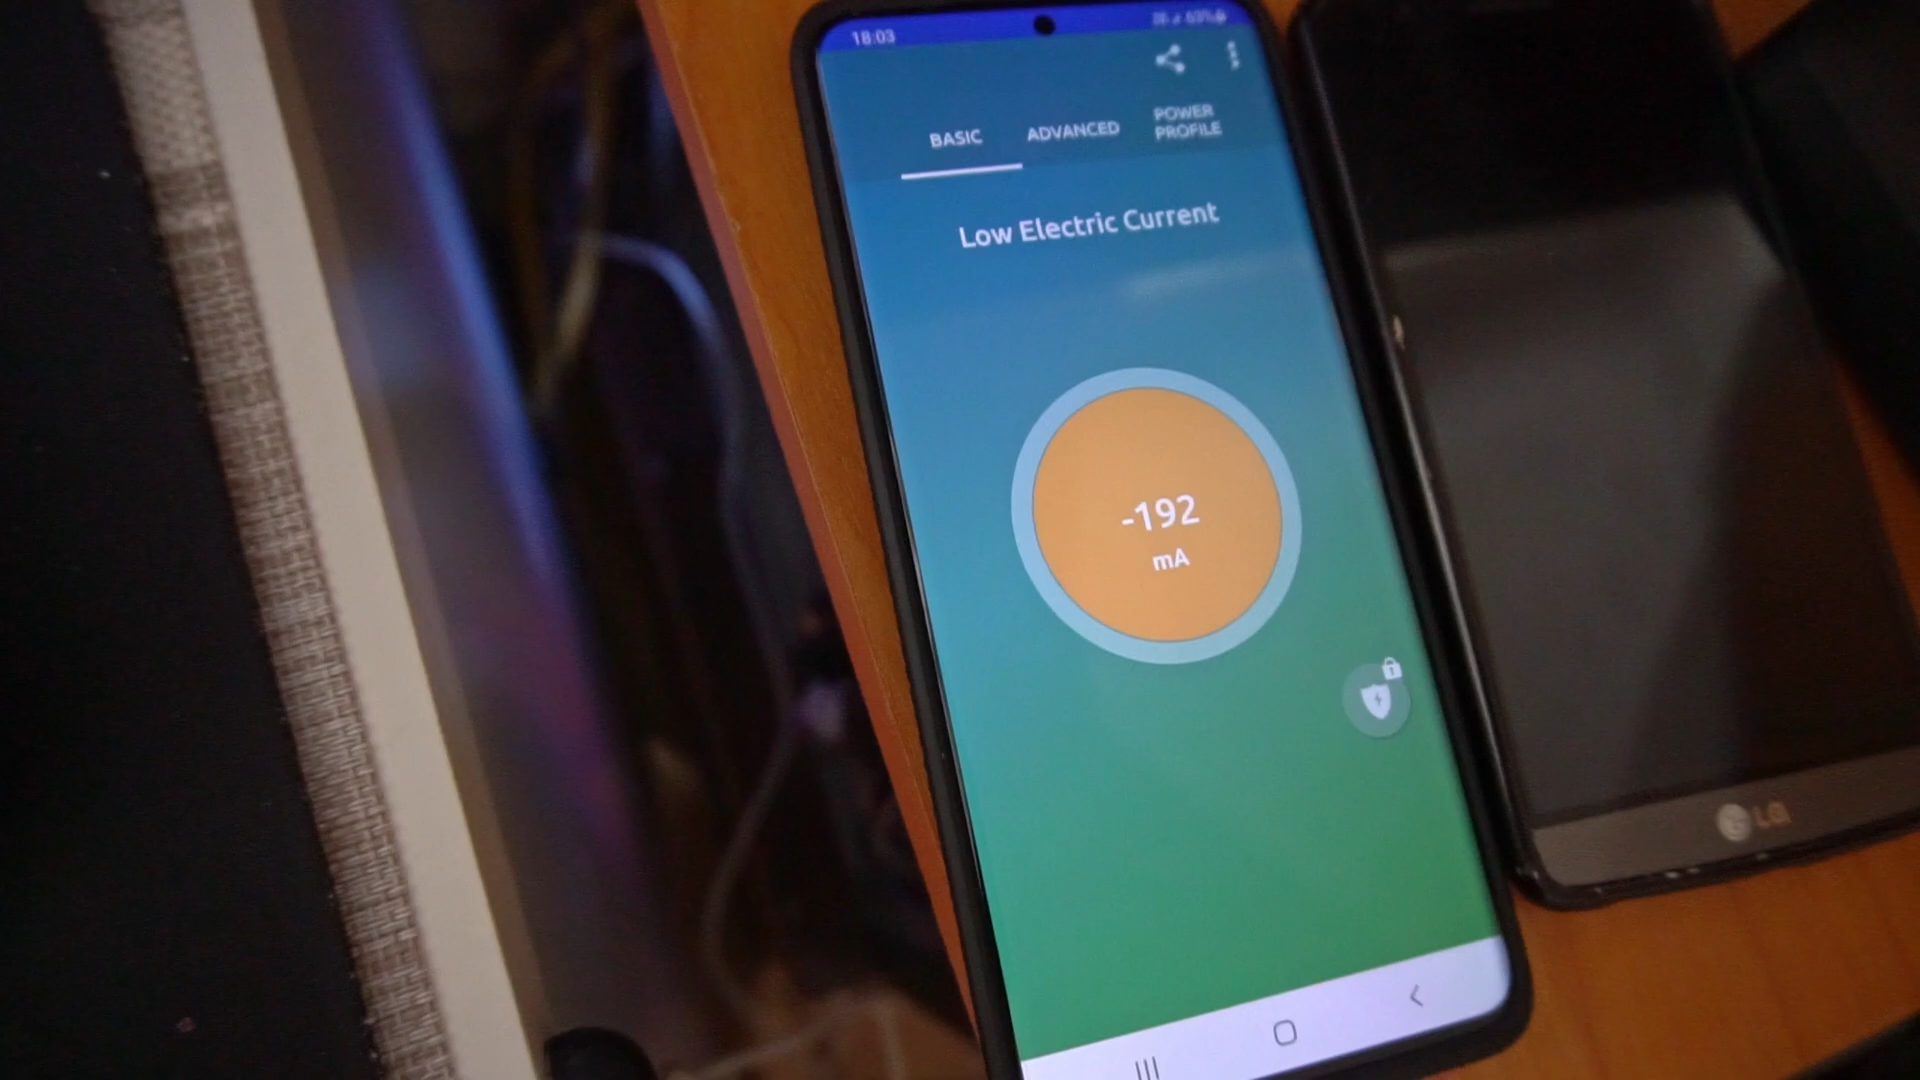 18:03
BASIC
ADVANCED
POWER
PROFILE
Low Electric Current
-192
mA
LG